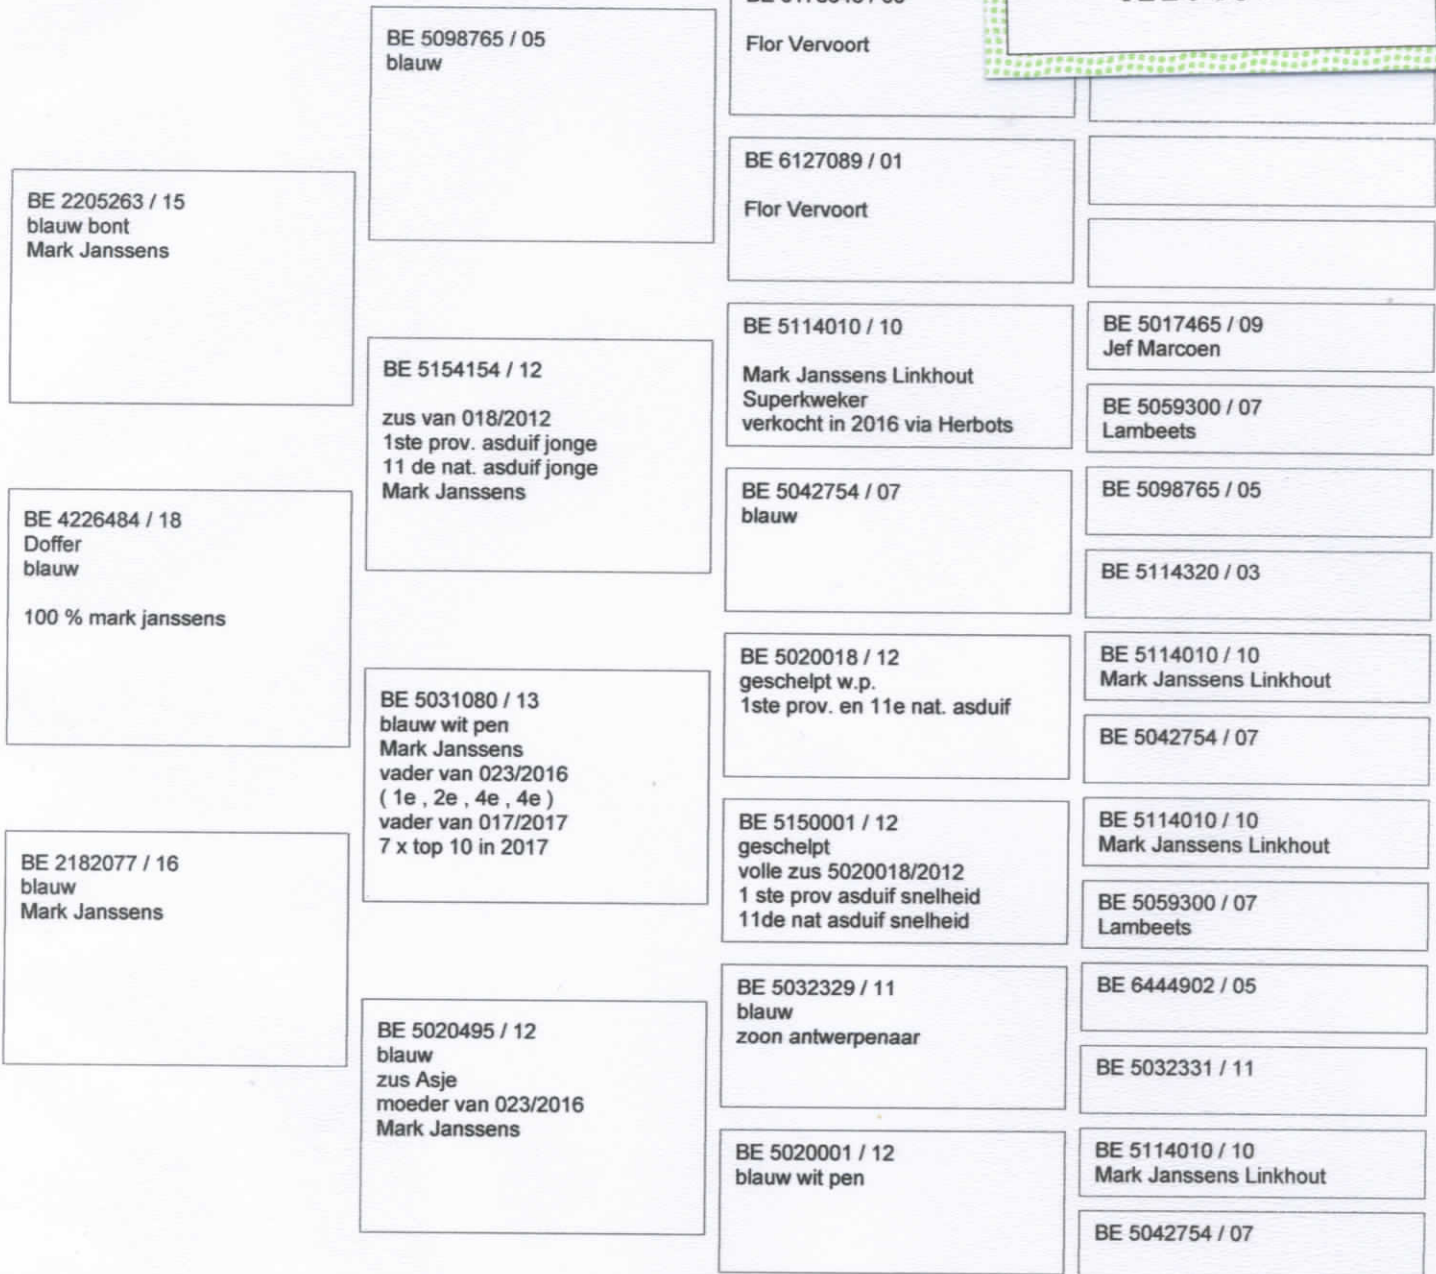 BE 2205263 / 15
blauw bont
Mark Janssens
BE 4226484 / 18
Doffer
blauw
100 % mark janssens
BE 2182077 / 16
blauw
Mark Janssens
BE 5098765 / 05
blauw
BE 5154154 / 12
zus van 018/2012
1ste prov. asduif jonge
11 de nat. asduif jonge
Mark Janssens
BE 5031080 / 13
blauw wit pen
Mark Janssens
vader van 023/2016
( 1e , 2e , 4e , 4e )
vader van 017/2017
7 x top 10 in 2017
BE 5020495 / 12
blauw
zus Asje
moeder van 023/2016
Mark Janssens
Flor Vervoort
BE 6127089 / 01
Flor Vervoort
BE 5114010 / 10
Mark Janssens Linkhout
Superkweker
verkocht in 2016 via Herbots
BE 5042754 / 07
blauw
BE 5020018 / 12
geschelpt w.p.
1ste prov. en 11e nat. asduif
BE 5150001 / 12
geschelpt
volle zus 5020018/2012
1 ste prov asduif snelheid
11de nat asduif snelheid
BE 5032329 / 11
blauw
zoon antwerpenaar
BE 5020001 / 12
blauw wit pen
BE 5017465 / 09
Jef Marcoen
BE 5059300 / 07
Lambeets
BE 5098765 / 05
BE 5114320 / 03
BE 5114010 / 10
Mark Janssens Linkhout
BE 5042754 / 07
BE 5114010 / 10
Mark Janssens Linkhout
BE 5059300 / 07
Lambeets
BE 6444902 / 05
BE 5032331 / 11
BE 5114010 / 10
Mark Janssens Linkhout
BE 5042754 / 07